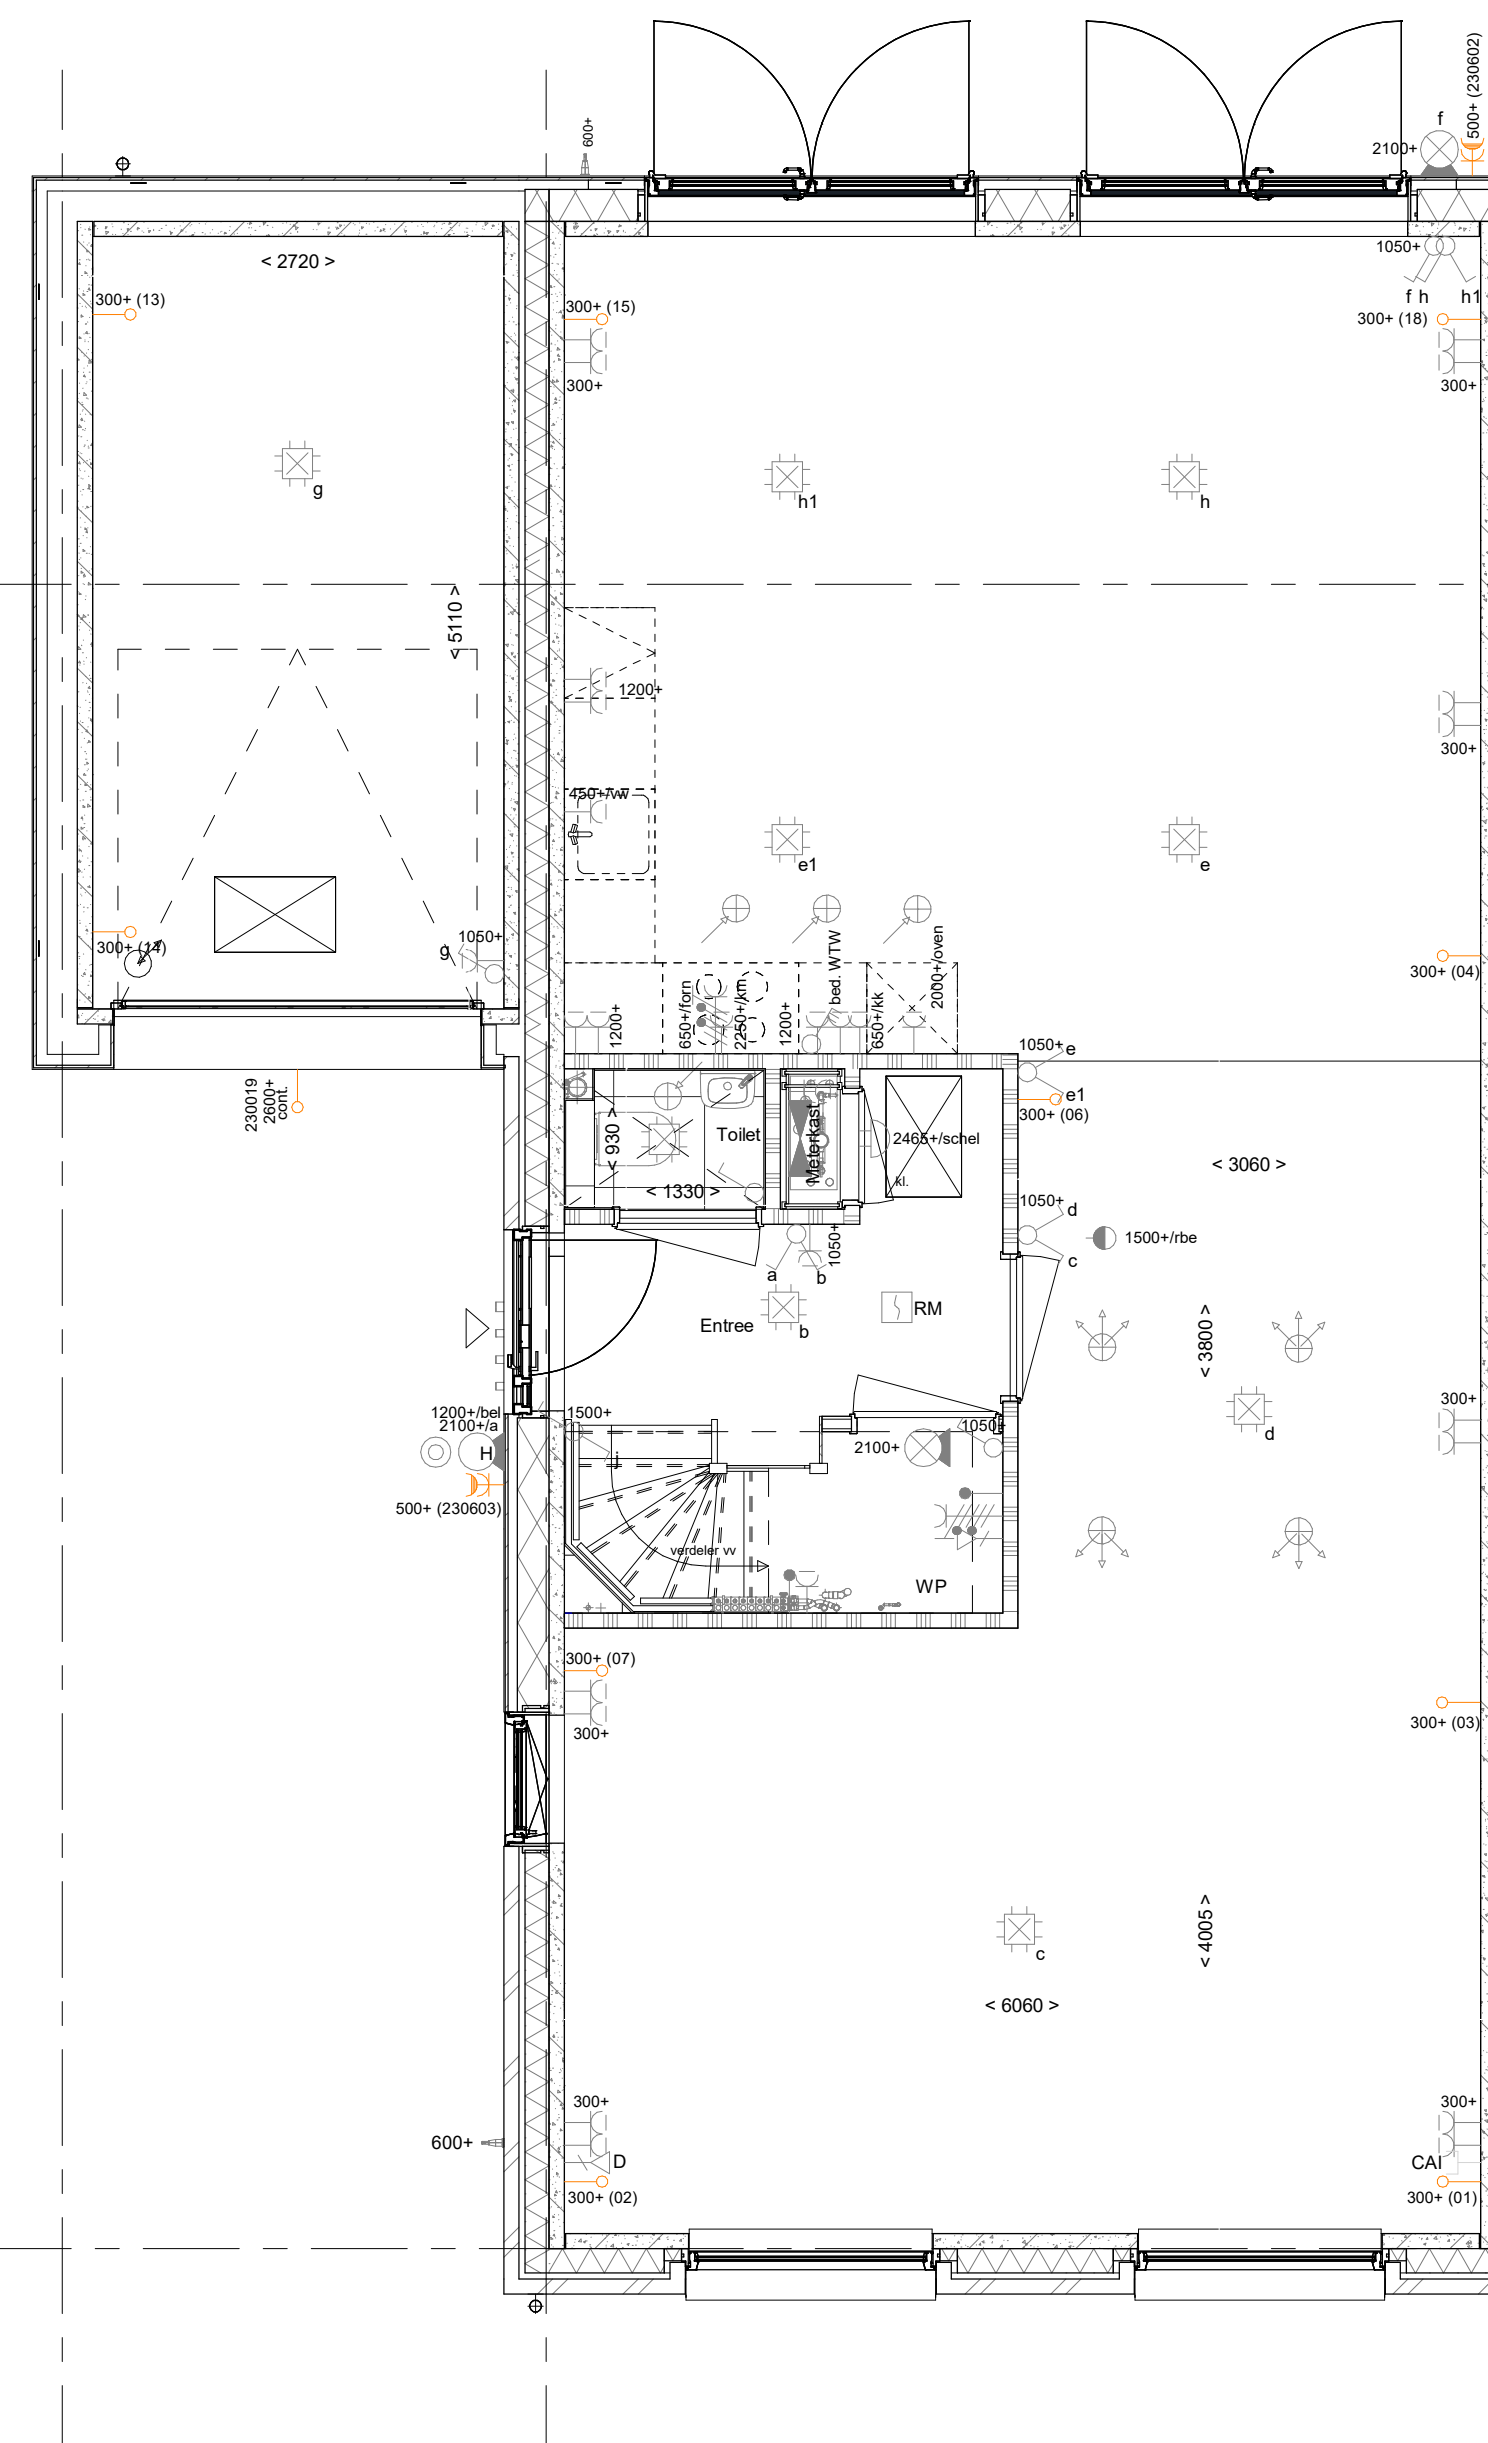 500+ (230602)
f
2100+
600+
< 2720 >
1050+
f h
h1
300+ (13)
300+ (15)
300+ (18)
300+
300+
g
h1
h
< 5110 >
1200+
300+
450+/vw
e1
e
1050+
g
300+ (14)
bed. WTW
2000+/oven
300+ (04)
1200+
650+/forn
2250+/km
1200+
650+/kk
1050+
e
e1
300+ (06)
230019
2600+
cont.
< 930 >
Toilet
Meterkast
2465+/schel
kl.
< 1330 >
< 3060 >
1050+
d
c
1500+/rbe
1050+
a
b
Entree
b
RM
< 3800 >
1200+/bel
2100+/a
1500+
H
j
2100+
1050+
300+
d
500+ (230603)
verdeler vv
WP
300+ (07)
300+
300+ (03)
c
< 4005 >
< 6060 >
300+
300+
600+
D
CAI
300+ (02)
300+ (01)